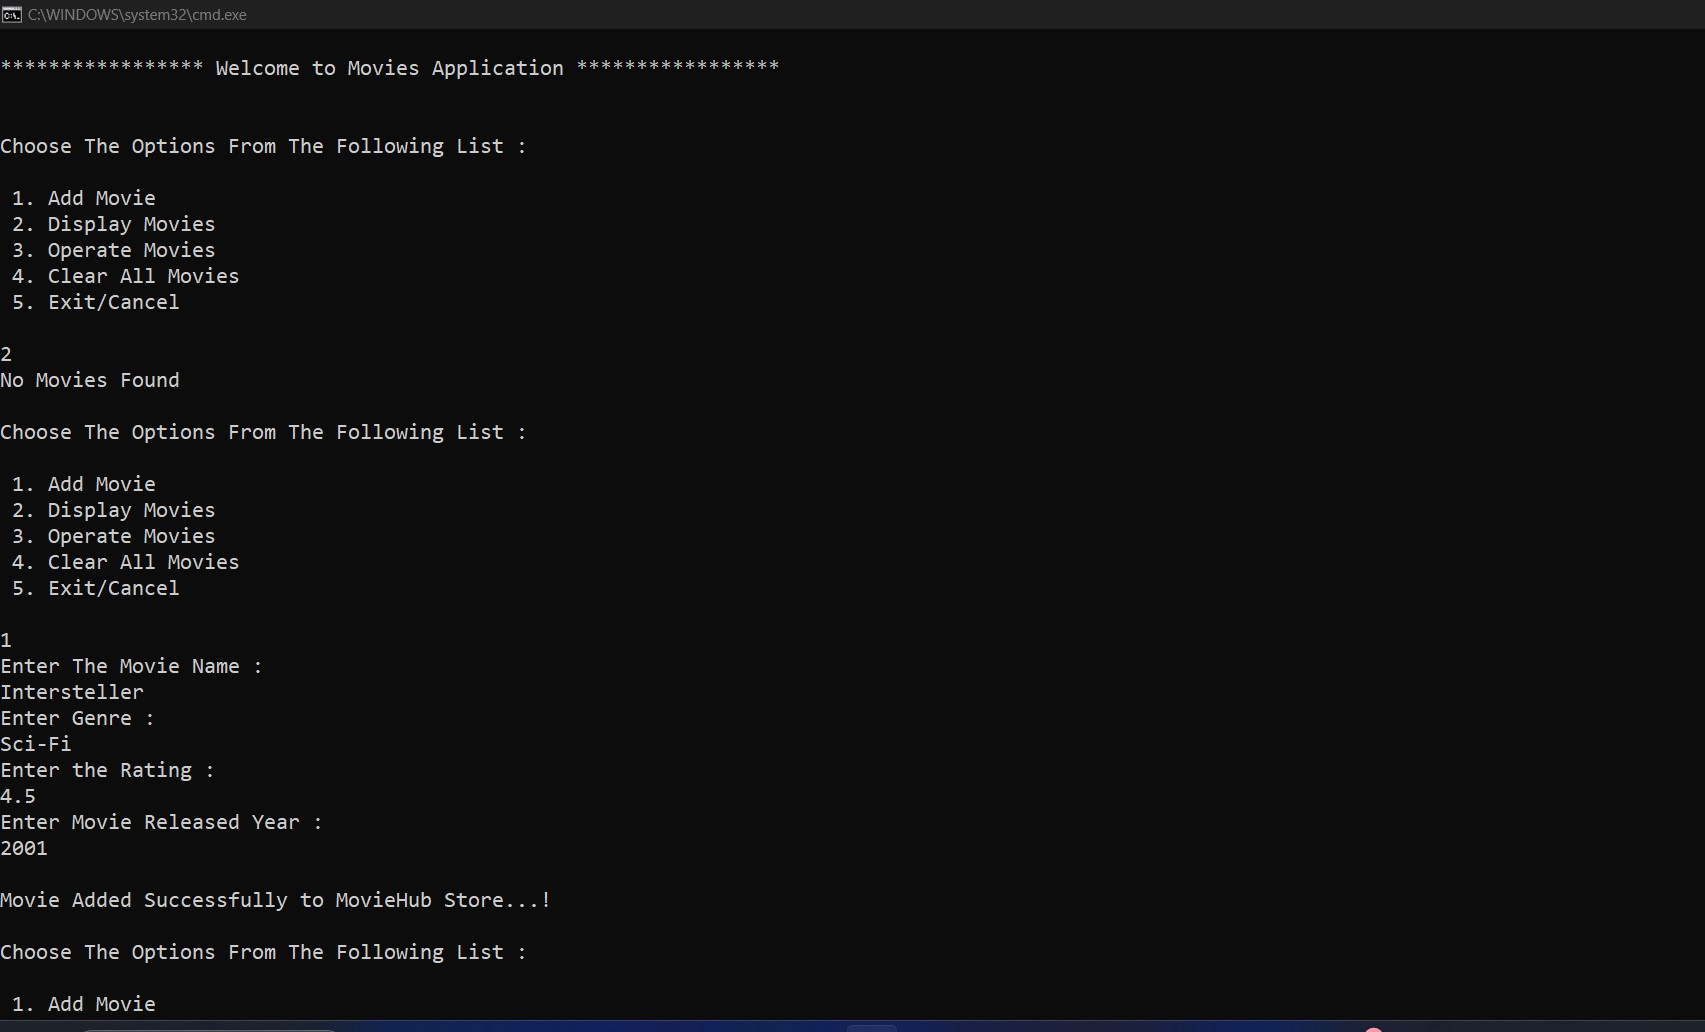 C:\WINDOWS\system32\cmd.exe
***************** Welcome to Movies Application *****************
Choose The Options From The Following List :
1. Add Movie
2. Display Movies
3. Operate Movies
4. Clear All Movies
5. Exit/Cancel
2
No Movies Found
Choose The Options From The Following List :
1. Add Movie
2. Display Movies
3. Operate Movies
4. Clear All Movies
5. Exit/Cancel
1
Enter The Movie Name :
Intersteller
Enter Genre :
Sci-Fi
Enter the Rating :
4.5
Enter Movie Released Year :
2001
Movie Added Successfully to MovieHub Store...!
Choose The Options From The Following List :
1. Add Movie